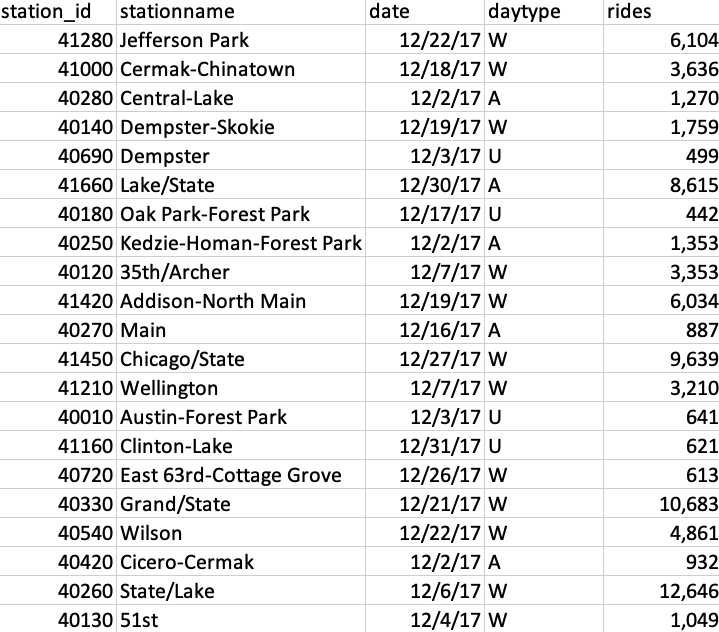 station_id stationname date daytype rides
41280 Jefferson Park 12/22/17 W 6,104
41000 Cermak-Chinatown 12/18/17 W 3,636
40280 Central-Lake 12/2/17 A 1,270
40140 Dempster-Skokie 12/19/17 W 1,759
40690 Dempster 12/3/17 U 499
41660 Lake/State 12/30/17 A 8,615
40180 Oak Park-Forest Park 12/17/17 U 442
40250 Kedzie-Homan-Forest Park 12/2/17 A 1,353
40120 35th/Archer 12/7/17 W 3,353
41420 Addison-North Main 12/19/17 W 6,034
40270 Main 12/16/17 A 887
41450 Chicago/State 12/27/17 W 9,639
41210 Wellington 12/7/17 W 3,210
40010 Austin-Forest Park 12/3/17 U 641
41160 Clinton-Lake 12/31/17 U 621
40720 East 63rd-Cottage Grove 12/26/17 W 613
40330 Grand/State 12/21/17 W 10,683
40540 Wilson 12/22/17 W 4,861
40420 Cicero-Cermak 12/2/17 A 932
40260 State/Lake 12/6/17 W 12,646
40130 51st 12/4/17 W 1,049